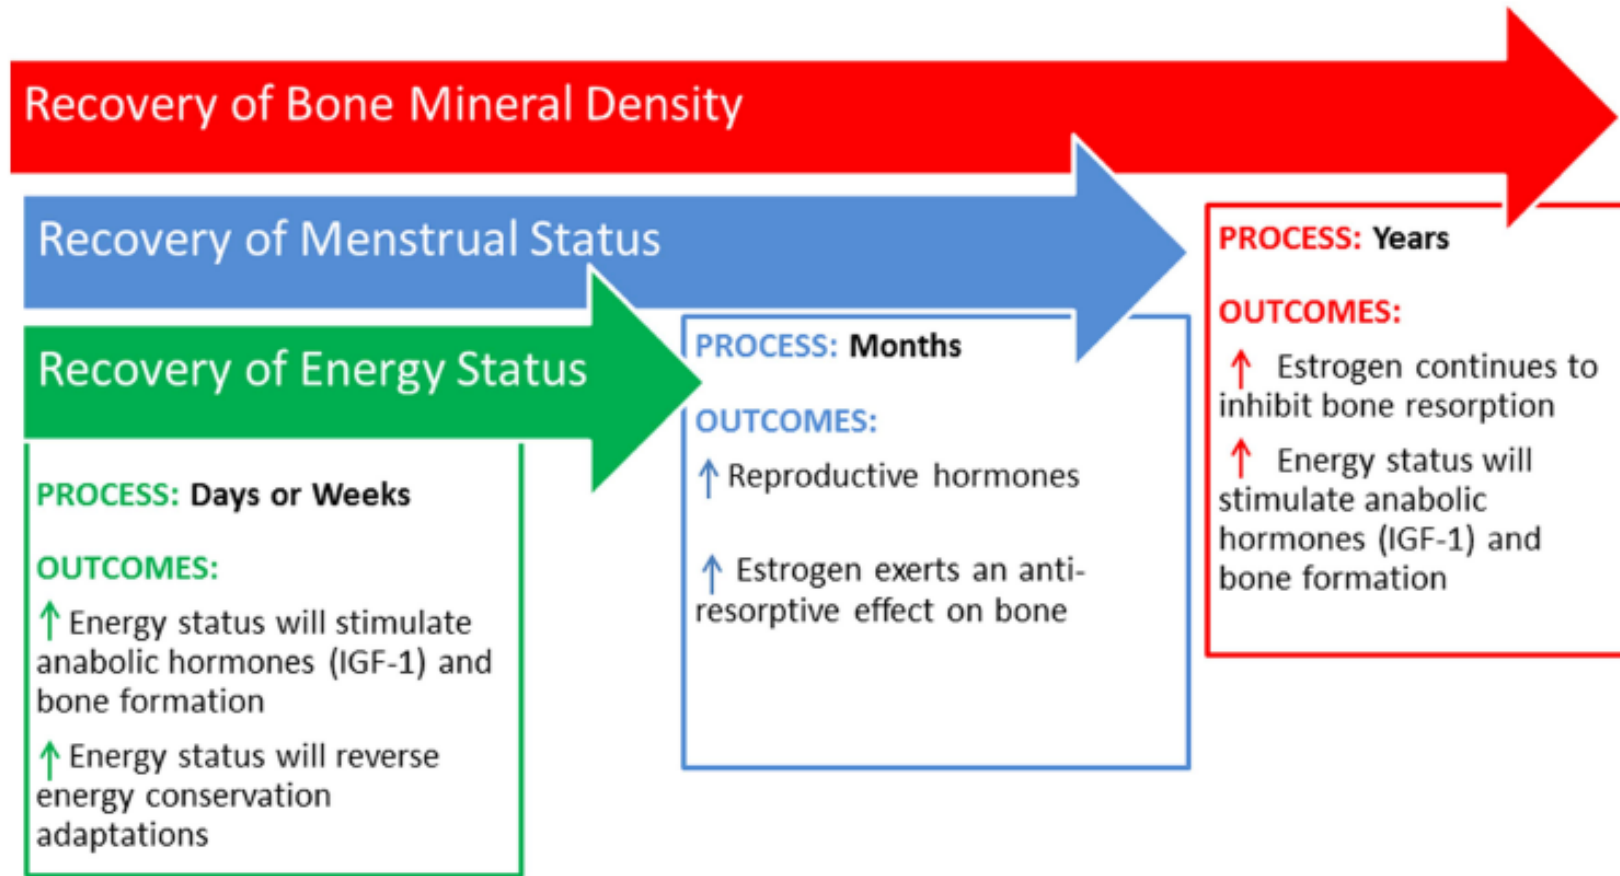 Recovery of Bone Mineral Density
Recovery of Menstrual Status
Recovery of Energy Status
PROCESS: Days or Weeks
OUTCOMES:
↑ Energy status will stimulate
anabolic hormones (IGF-1) and
bone formation
↑ Energy status will reverse
energy conservation
adaptations
PROCESS: Months
OUTCOMES:
↑ Reproductive hormones
↑ Estrogen exerts an anti-
resorptive effect on bone
PROCESS: Years
OUTCOMES:
↑ Estrogen continues to
inhibit bone resorption
↑ Energy status will
stimulate anabolic
hormones (IGF-1) and
bone formation